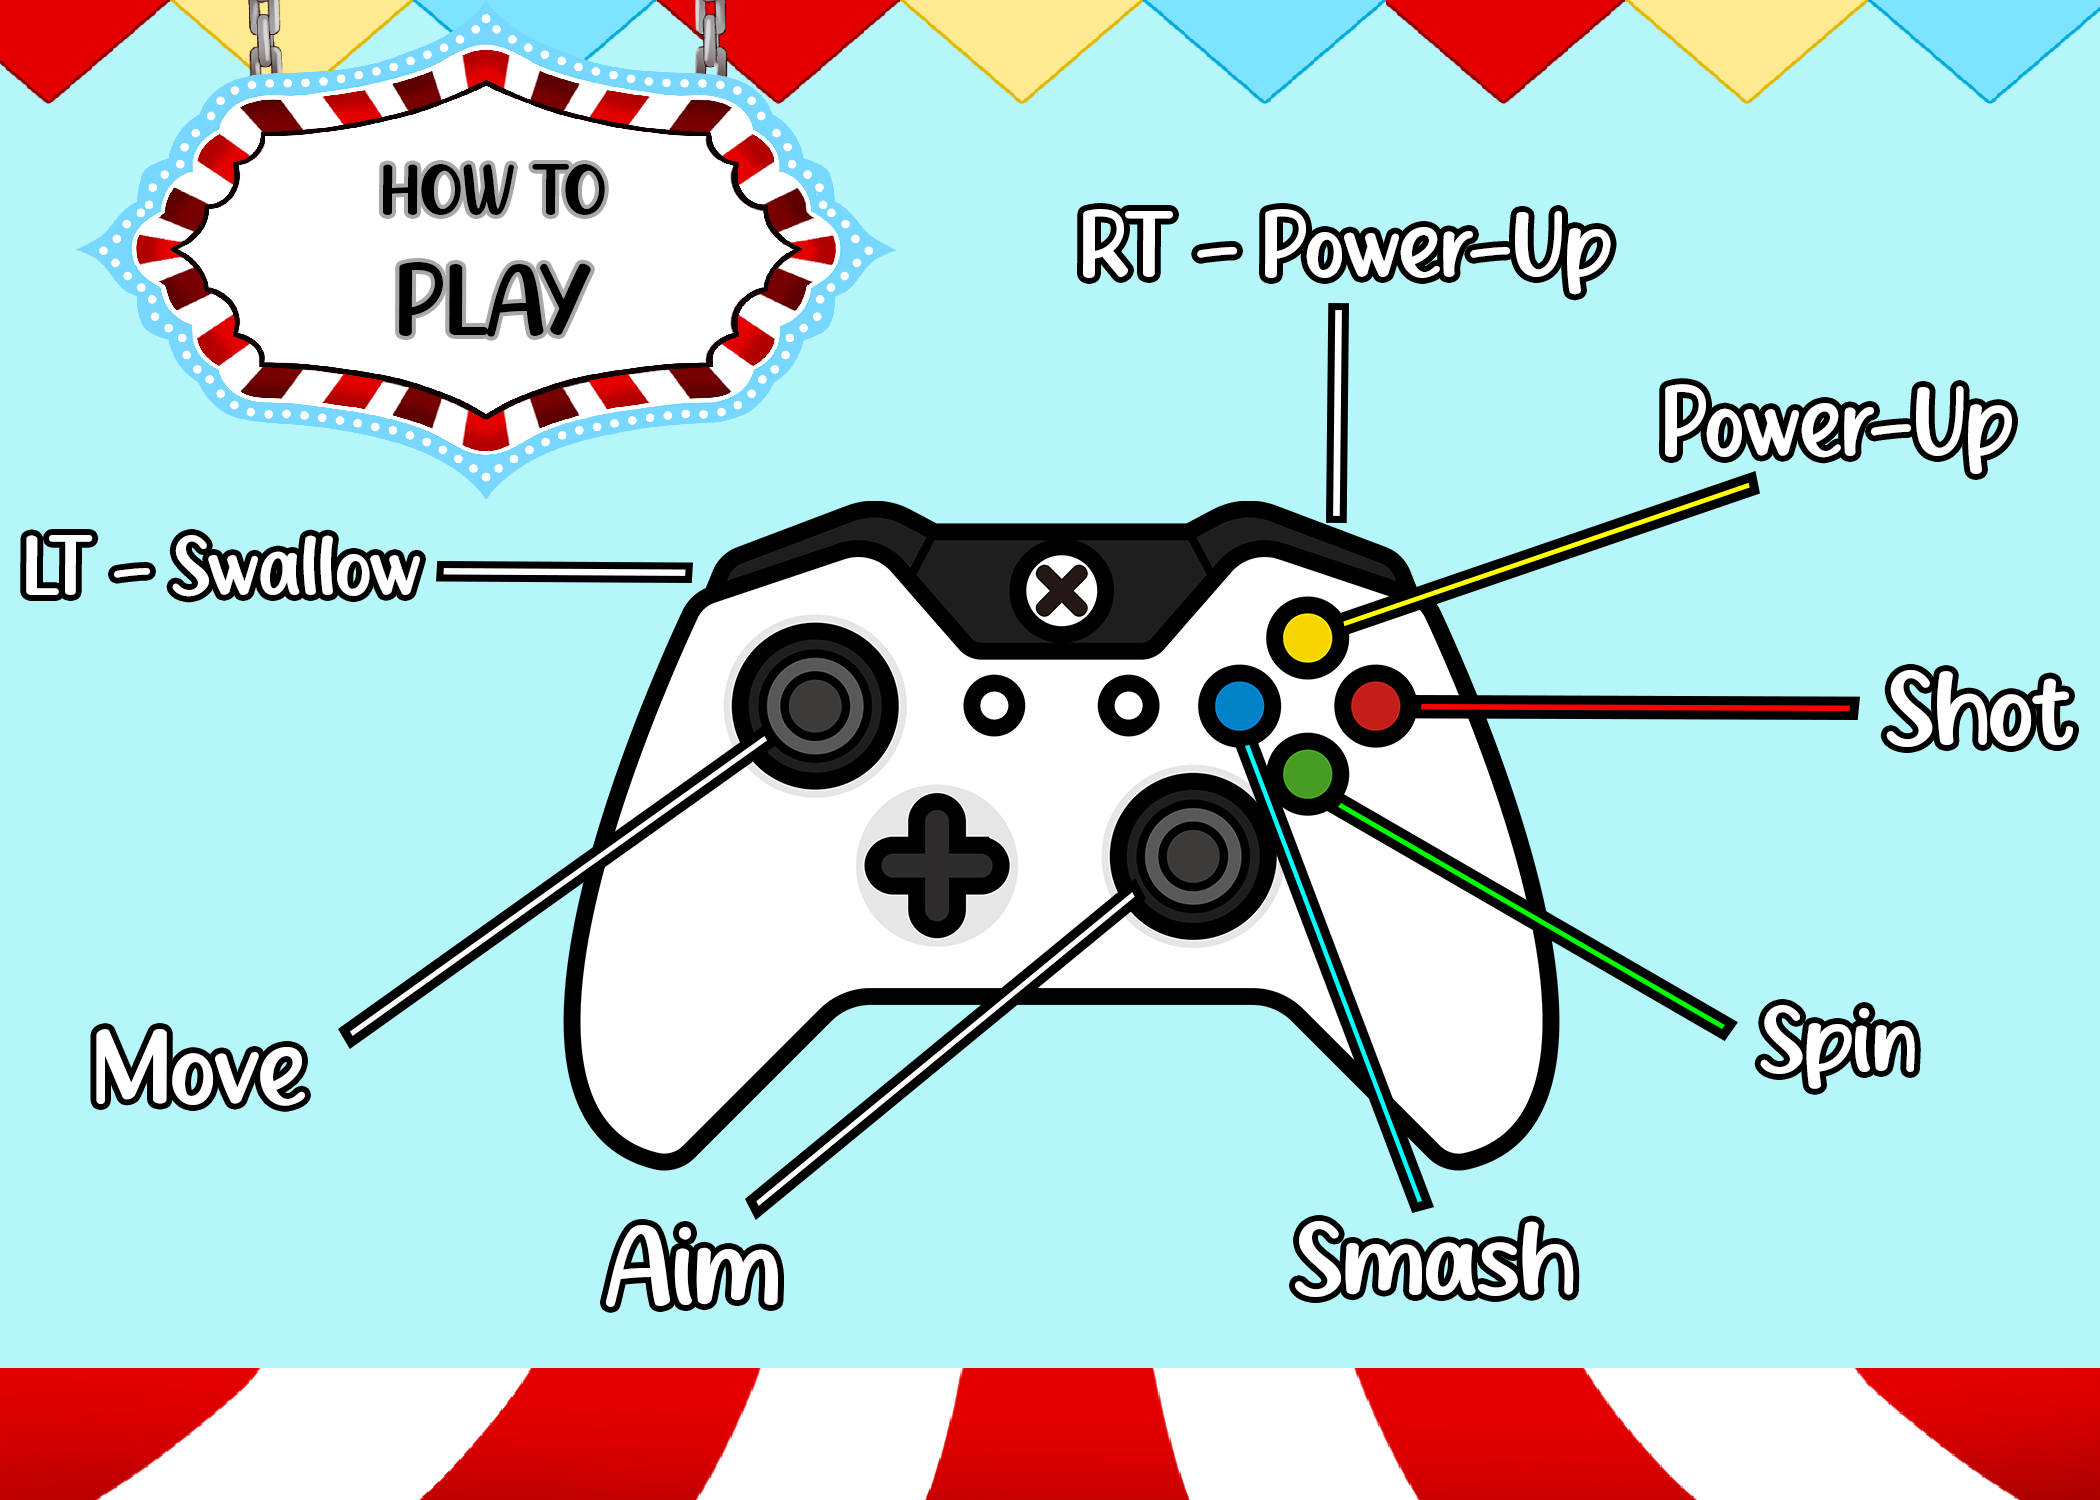 HOW TO
PLAY
RT - Power-Up
Power-Up
LT - Swallow
Shot
Move
Spin
Aim
Smash